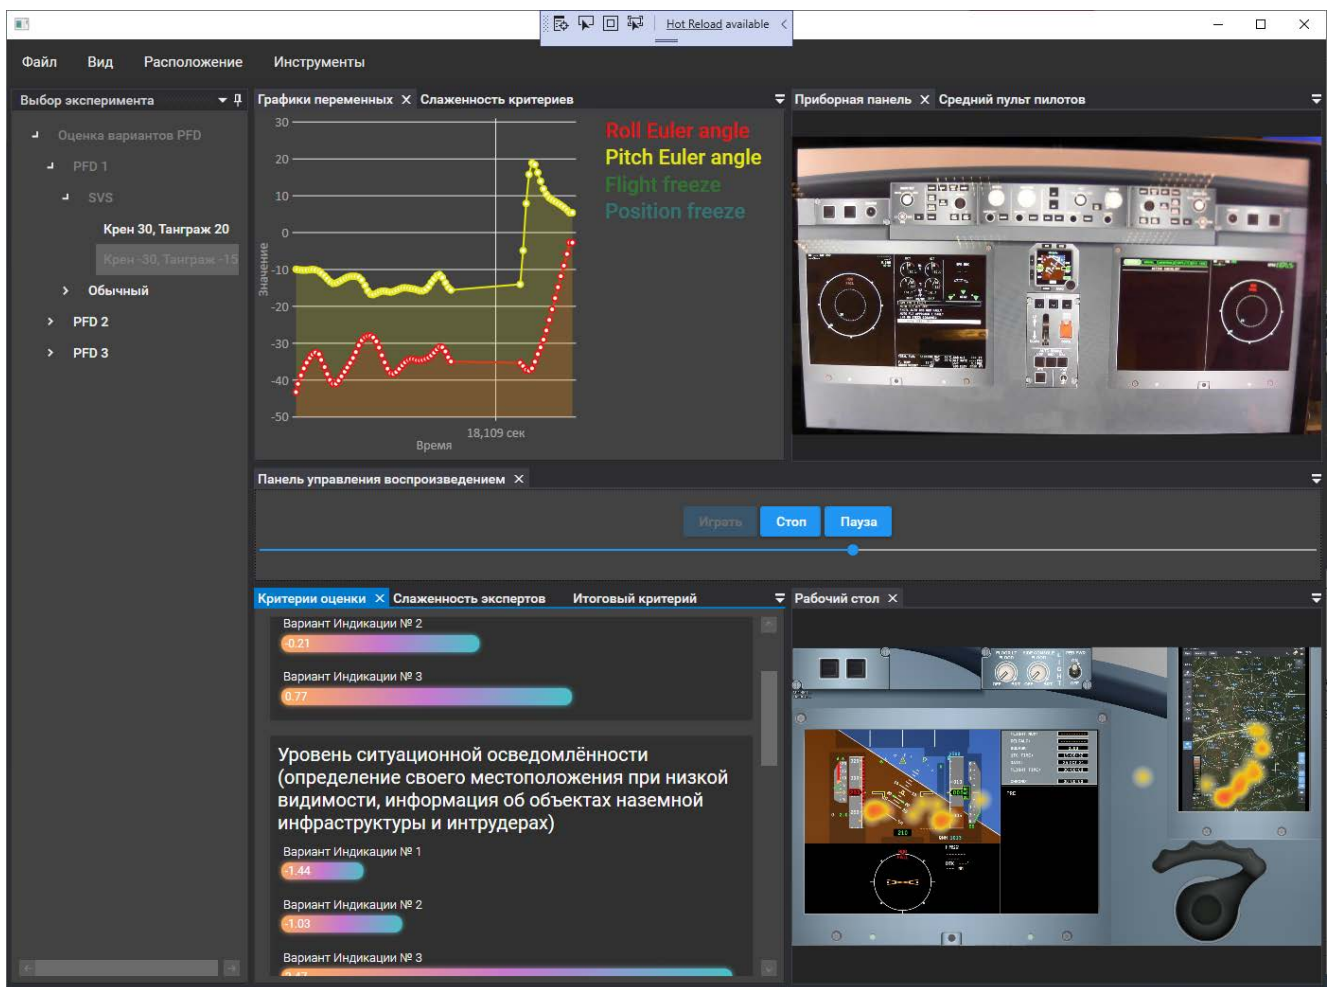 Hot Reload available
Файл Вид Расположение Инструменты
Выбор эксперимента
Оценка вариантов PFD
PFD 1
SVS
Крен 30, Танграж 20
Крен -30, Танграж -15
Обычный
PFD 2
PFD 3
Графики переменных Слаженность критериев
30
20
10
0
-10
-20
-30
-40
-50
Значение
18,109 сек
Время
Roll Euler angle
Pitch Euler angle
Flight freeze
Position freeze
Приборная панель Средний пульт пилотов
Панель управления воспроизведением
Играть Стоп Пауза
Критерии оценки Слаженность экспертов Итоговый критерий
Вариант Индикации № 2
-0.21
Вариант Индикации № 3
0.77
Уровень ситуационной осведомлённости
(определение своего местоположения при низкой
видимости, информация об объектах наземной
инфраструктуры и интрудерах)
Вариант Индикации № 1
-1.44
Вариант Индикации № 2
-1.03
Вариант Индикации № 3
Рабочий стол
210